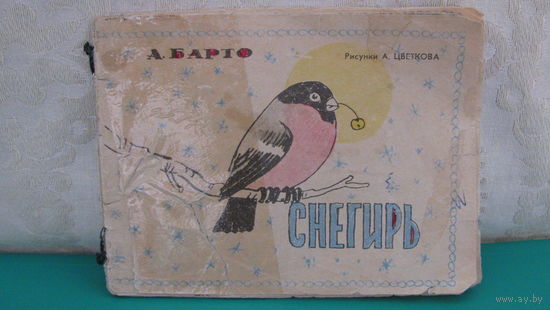 А. БАРТО
Рисунки А. ЦВЕТКОВА
СНЕГИРЬ
www.ay.by